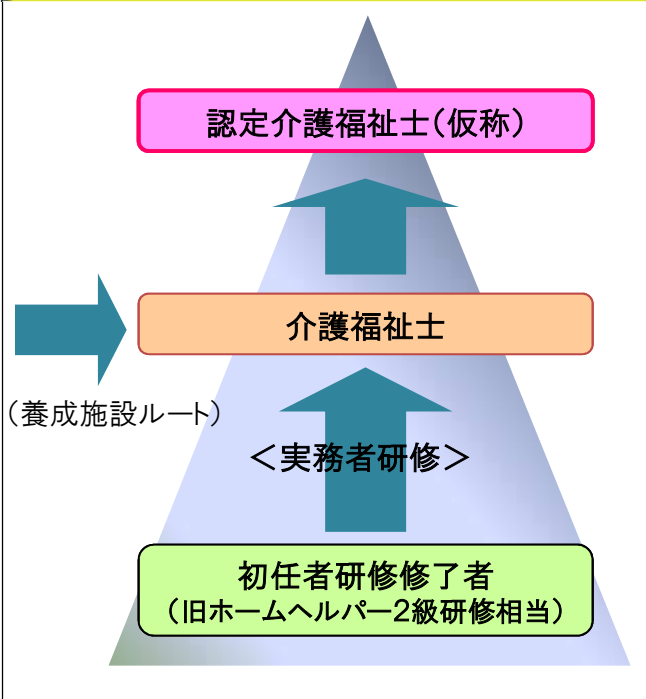 認定介護福祉士（仮称）
介護福祉士
（養成施設ルート）
＜実務者研修＞
初任者研修修了者
（旧ホームヘルパー2級研修相当）